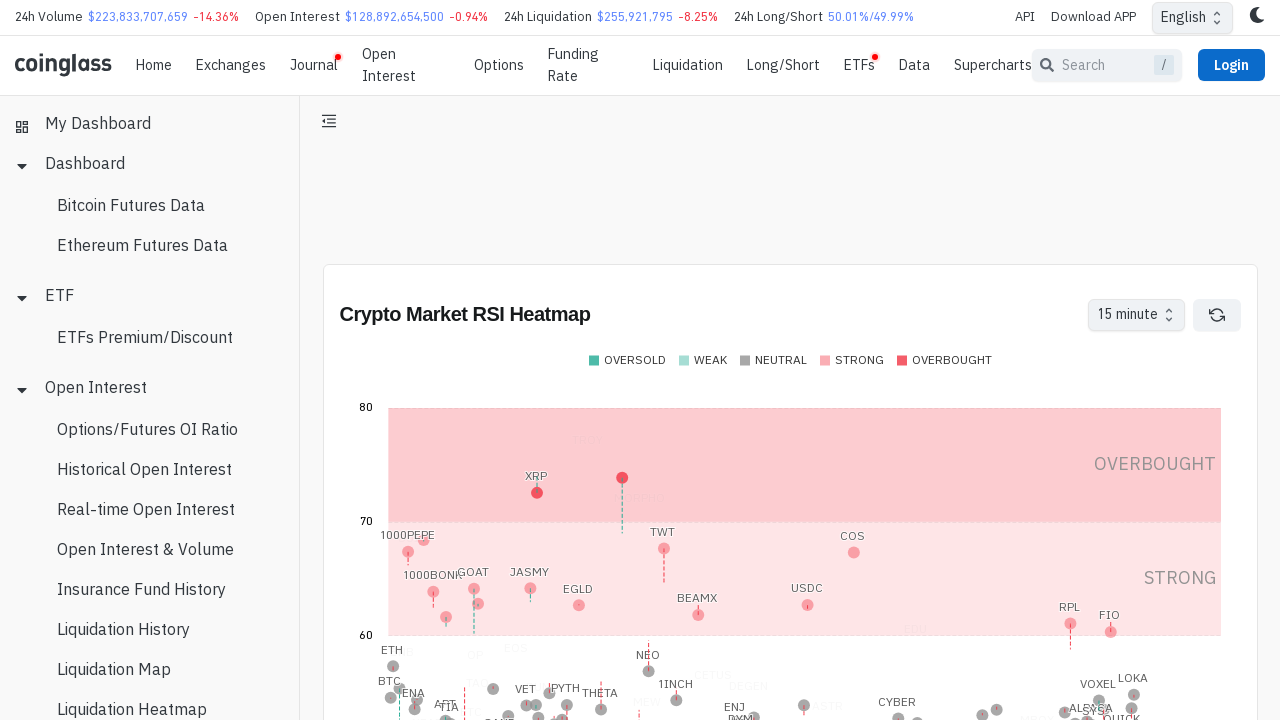 24h Volume $223,833,707,659 -14.36% Open Interest $128,892,654,500 -0.94% 24h Liquidation $255,921,795 -8.25% 24h Long/Short 50.01%/49.99% API Download APP English
coinglass Home Exchanges Journal Open Interest Options Funding Rate Liquidation Long/Short ETFs Data Supercharts Search / Login
My Dashboard
Dashboard
Bitcoin Futures Data
Ethereum Futures Data
ETF
ETFs Premium/Discount
Open Interest
Options/Futures OI Ratio
Historical Open Interest
Real-time Open Interest
Open Interest & Volume
Insurance Fund History
Liquidation History
Liquidation Map
Liquidation Heatmap
Crypto Market RSI Heatmap 15 minute
OVERSOLD WEAK NEUTRAL STRONG OVERBOUGHT
80
OVERBOUGHT
XRP
70
1000PEPE TWT COS
1000BONK GOAT JASMY STRONG
EGLD BEAMX USDC
RPL FIO
60
ETH NEO
BTC 1INCH VOXEL LOKA
ENA VET PYTH THETA
TIA ENJ CYBER